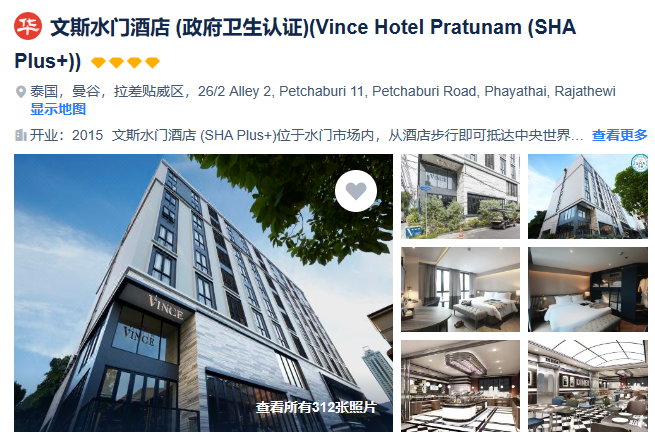 华 文斯水门酒店 (政府卫生认证)(Vince Hotel Pratunam (SHA
Plus+))
泰国，曼谷，拉差贴威区，26/2 Alley 2, Petchaburi 11, Petchaburi Road, Phayathai, Rajathewi
显示地图
开业：2015 文斯水门酒店 (SHA Plus+)位于水门市场内，从酒店步行即可抵达中央世界… 查看更多
VINCE
VINCE
查看所有312张照片